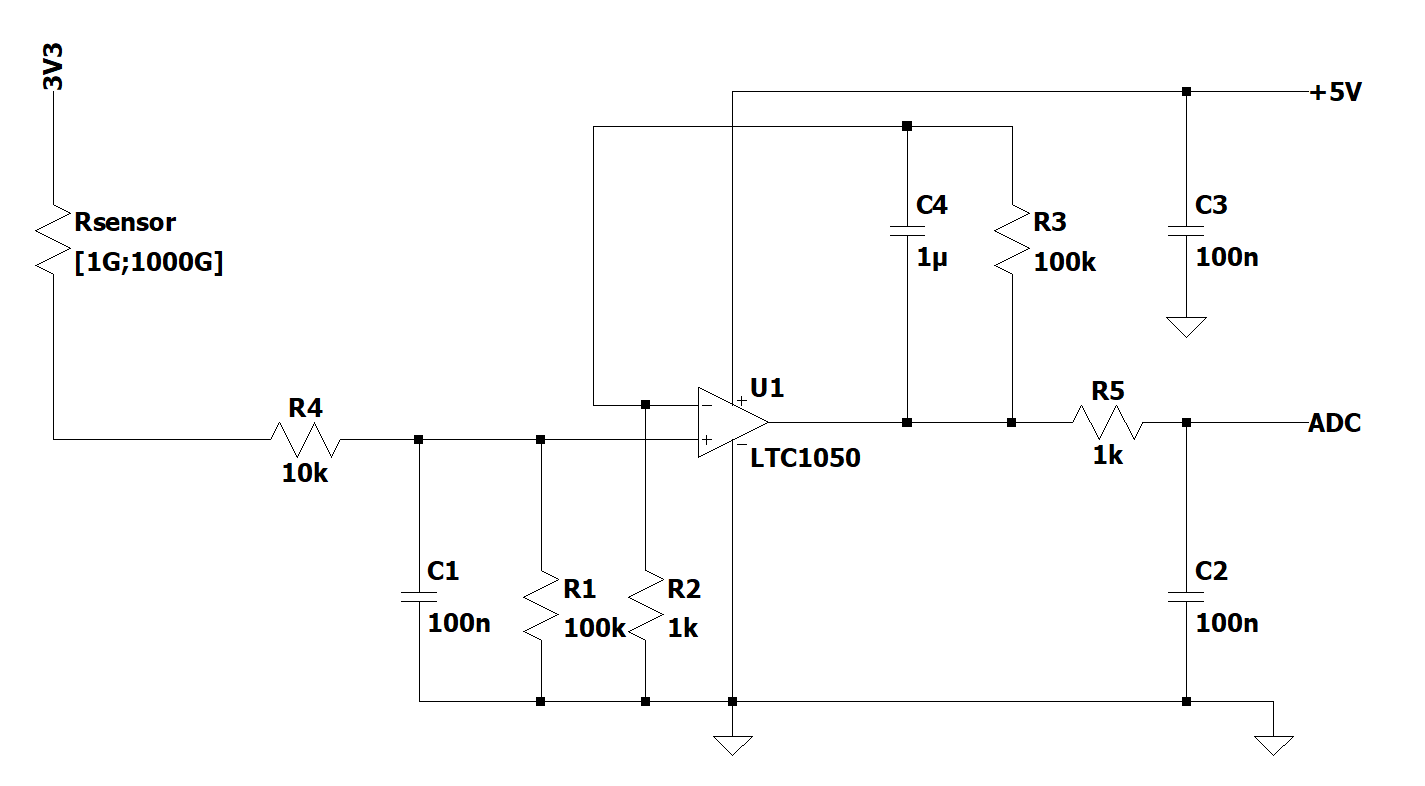 3V3
+5V
Rsensor
[1G;1000G]
C4
1µ
R3
100k
C3
100n
R4
10k
U1
LTC1050
R5
1k
ADC
C1
100n
R1
100k
R2
1k
C2
100n